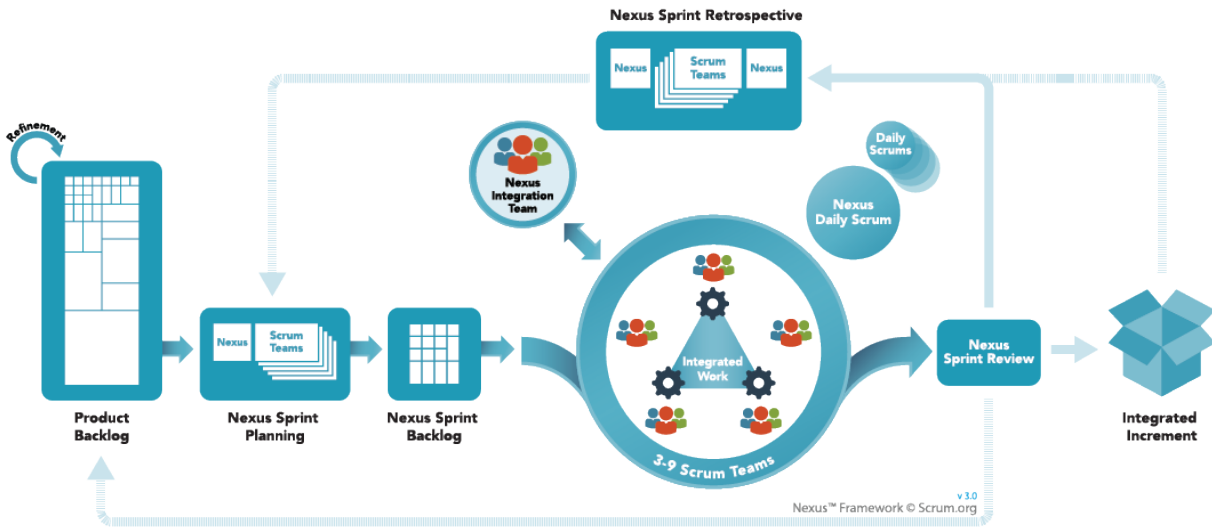 Nexus Sprint Retrospective
Nexus
Scrum
Teams
Nexus
Refinement
Nexus
Integration
Team
Daily
Scrums
Nexus
Daily Scrum
Nexus
Scrum
Teams
Integrated
Work
Nexus
Sprint Review
Product
Backlog
Nexus Sprint
Planning
Nexus Sprint
Backlog
3-9 Scrum Teams
Integrated
Increment
v 3.0
Nexus™ Framework © Scrum.org